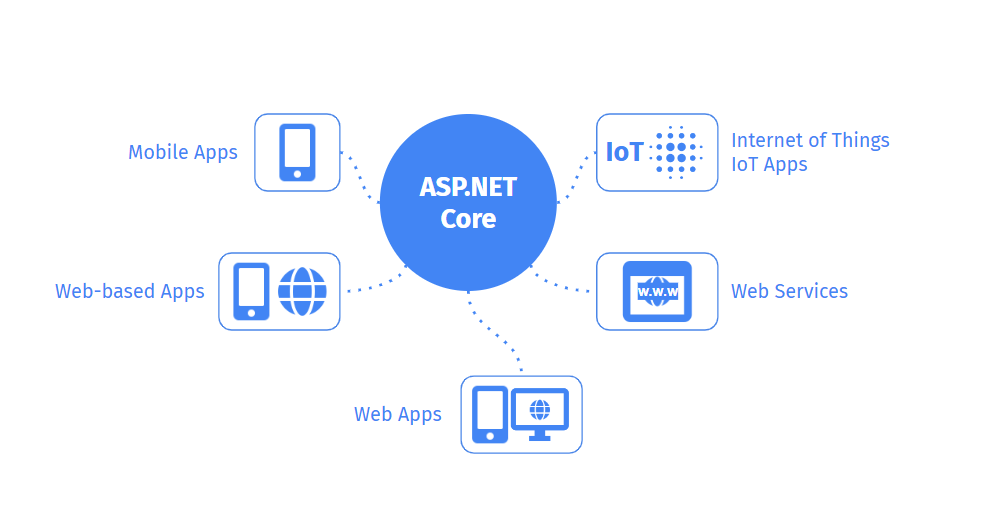 ASP.NET
Core
Mobile Apps
IoT
Internet of Things
IoT Apps
Web-based Apps
W.W.W
Web Services
Web Apps